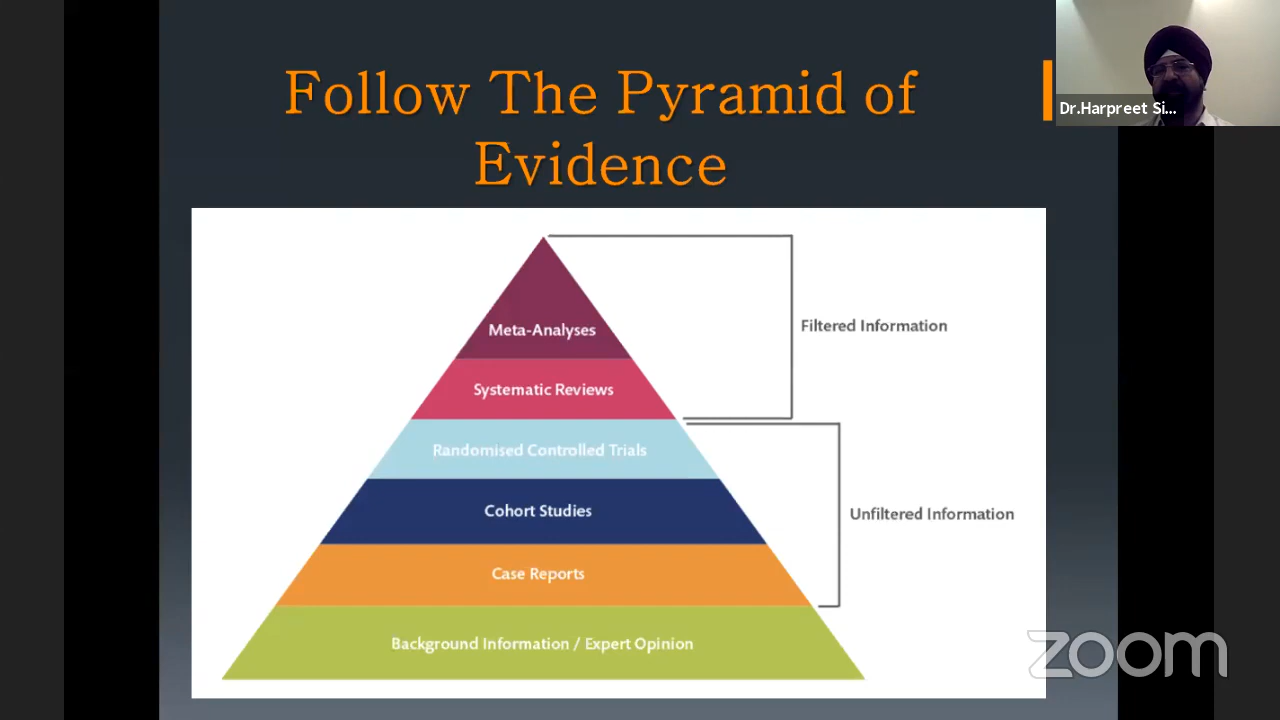 Follow The Pyramid of
Evidence
Dr.Harpreet Si...
Meta-Analyses
Filtered Information
Systematic Reviews
Randomised Controlled Trials
Cohort Studies
Unfiltered Information
Case Reports
Background Information / Expert Opinion
zoom